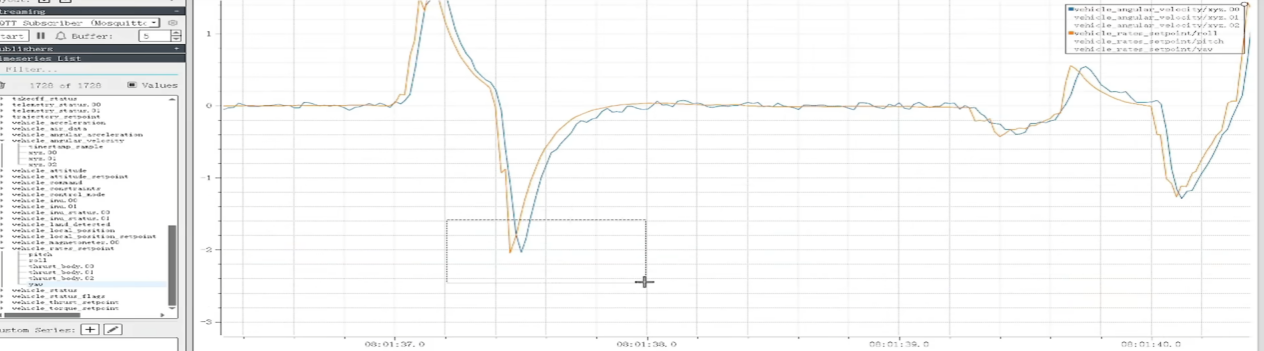 Streaming
QTT Subscriber (Mosquitto
tart
Buffer:
5
ublishers
imeseries List
Filter...
1728 of 1728
Values
takeoff_status
telemetry_status.00
telemetry_status.01
trajectory_setpoint
vehicle_acceleration
vehicle_air_data
vehicle_angular_acceleration
vehicle_angular_velocity
timestamp_sample
xyz.00
xyz.01
xyz.02
vehicle_attitude
vehicle_attitude_setpoint
vehicle_command
vehicle_constraints
vehicle_control_mode
vehicle_imu.00
vehicle_imu.01
vehicle_imu_status.00
vehicle_imu_status.01
vehicle_land_detected
vehicle_local_position
vehicle_local_position_setpoint
vehicle_magnetometer.00
vehicle_rates_setpoint
pitch
roll
thrust_body.00
thrust_body.01
thrust_body.02
yaw
vehicle_status
vehicle_status_flags
vehicle_thrust_setpoint
vehicle_torque_setpoint
ustom Series:
1
0
-1
-2
-3
08:01:37.0
08:01:38.0
08:01:39.0
08:01:40.0
vehicle_angular_velocity/xyz.00
vehicle_angular_velocity/xyz.01
vehicle_angular_velocity/xyz.02
vehicle_rates_setpoint/roll
vehicle_rates_setpoint/pitch
vehicle_rates_setpoint/yaw